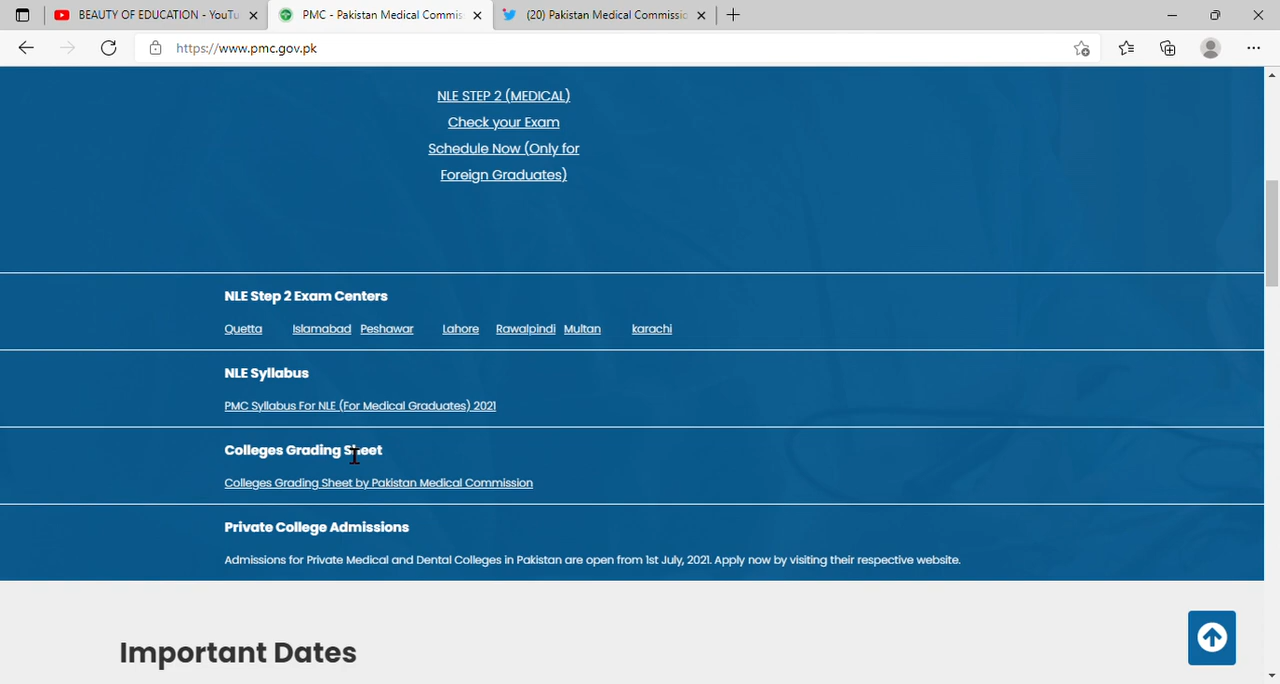 BEAUTY OF EDUCATION - YouTu
PMC - Pakistan Medical Commis
(20) Pakistan Medical Commissio
https://www.pmc.gov.pk
NLE STEP 2 (MEDICAL)
Check your Exam
Schedule Now (Only for
Foreign Graduates)
NLE Step 2 Exam Centers
Quetta Islamabad Peshawar Lahore Rawalpindi Multan karachi
NLE Syllabus
PMC Syllabus For NLE (For Medical Graduates) 2021
Colleges Grading Sheet
Colleges Grading Sheet by Pakistan Medical Commission
Private College Admissions
Admissions for Private Medical and Dental Colleges in Pakistan are open from 1st July, 2021. Apply now by visiting their respective website.
Important Dates